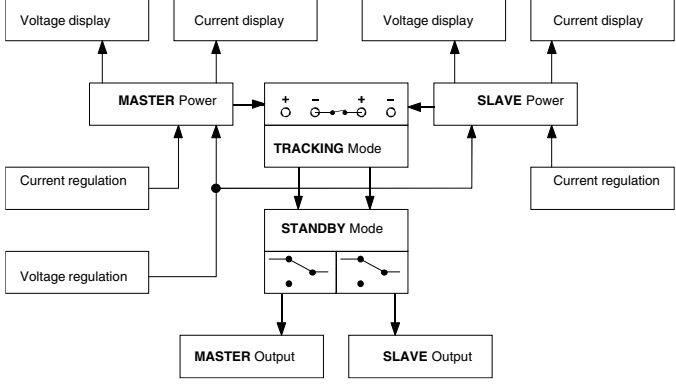 Voltage display
Current display
Voltage display
Current display
MASTER Power
+ − + −
SLAVE Power
TRACKING Mode
Current regulation
Current regulation
STANDBY Mode
Voltage regulation
MASTER Output
SLAVE Output